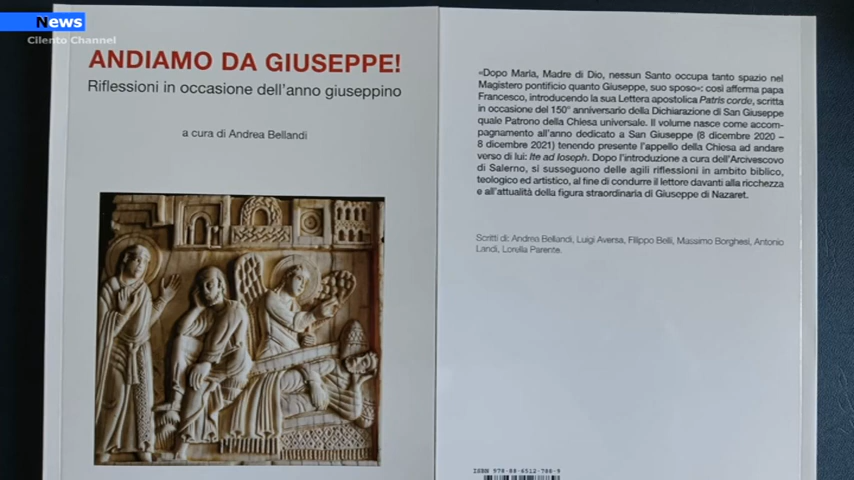 News
Cilento Channel
ANDIAMO DA GIUSEPPE!
Riflessioni in occasione dell'anno giuseppino
a cura di Andrea Bellandi
«Dopo Maria, Madre di Dio, nessun Santo occupa tanto spazio nel
Magistero pontificio quanto Giuseppe, suo sposo»: così afferma papa
Francesco, introducendo la sua Lettera apostolica Patris corde, scritta
in occasione del 150° anniversario della Dichiarazione di San Giuseppe
quale Patrono della Chiesa universale. Il volume nasce come accom-
pagnamento all'anno dedicato a San Giuseppe (8 dicembre 2020 –
8 dicembre 2021) tenendo presente l'appello della Chiesa ad andare
verso di lui: Ite ad Ioseph. Dopo l'introduzione a cura dell'Arcivescovo
di Salerno, si susseguono delle agili riflessioni in ambito biblico,
teologico ed artistico, al fine di condurre il lettore davanti alla ricchezza
e all'attualità della figura straordinaria di Giuseppe di Nazaret.
Scritti di: Andrea Bellandi, Luigi Aversa, Filippo Belli, Massimo Borghesi, Antonio
Landi, Lorella Parente.
ISBN 978-88-6512-788-9